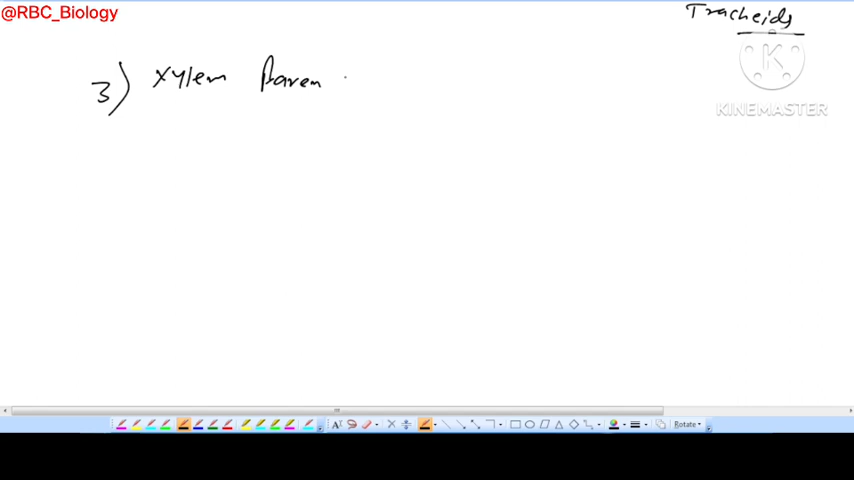 @RBC_Biology
Tracheids
KINEMASTER
3) Xylem Paren
Rotate